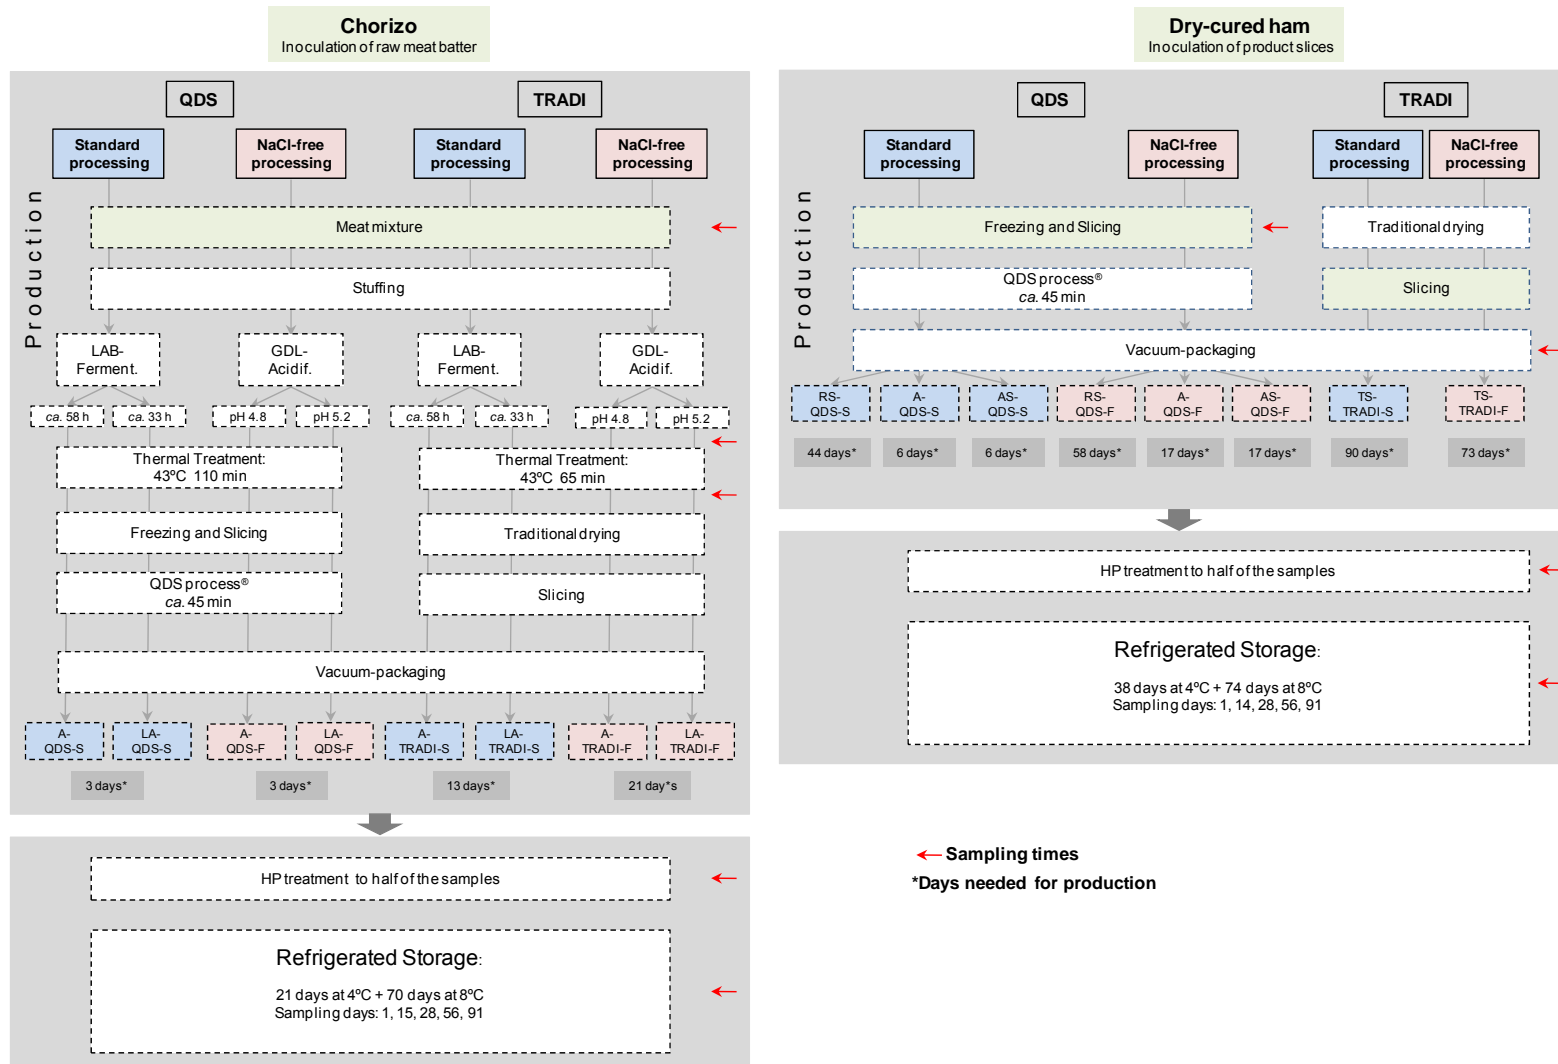 Chorizo
Inoculation of raw meat batter
QDS
TRADI
Standard
processing
NaCl-free
processing
Standard
processing
NaCl-free
processing
Production
Meat mixture
Stuffing
LAB-
Ferment.
GDL-
Acidif.
LAB-
Ferment.
GDL-
Acidif.
ca. 58 h
ca. 33 h
pH 4.8
pH 5.2
ca. 58 h
ca. 33 h
pH 4.8
pH 5.2
Thermal Treatment:
43ºC 110 min
Thermal Treatment:
43ºC 65 min
Freezing and Slicing
Traditional drying
QDS process®
ca. 45 min
Slicing
Vacuum-packaging
A-
QDS-S
LA-
QDS-S
A-
QDS-F
LA-
QDS-F
A-
TRADI-S
LA-
TRADI-S
A-
TRADI-F
LA-
TRADI-F
3 days*
3 days*
13 days*
21 day*s
HP treatment to half of the samples
Refrigerated Storage:
21 days at 4ºC + 70 days at 8ºC
Sampling days: 1, 15, 28, 56, 91
Dry-cured ham
Inoculation of product slices
QDS
TRADI
Standard
processing
NaCl-free
processing
Standard
processing
NaCl-free
processing
Production
Freezing and Slicing
Traditional drying
QDS process®
ca. 45 min
Slicing
Vacuum-packaging
RS-
QDS-S
A-
QDS-S
AS-
QDS-S
RS-
QDS-F
A-
QDS-F
AS-
QDS-F
TS-
TRADI-S
TS-
TRADI-F
44 days*
6 days*
6 days*
58 days*
17 days*
17 days*
90 days*
73 days*
HP treatment to half of the samples
Refrigerated Storage:
38 days at 4ºC + 74 days at 8ºC
Sampling days: 1, 14, 28, 56, 91
Sampling times
*Days needed for production